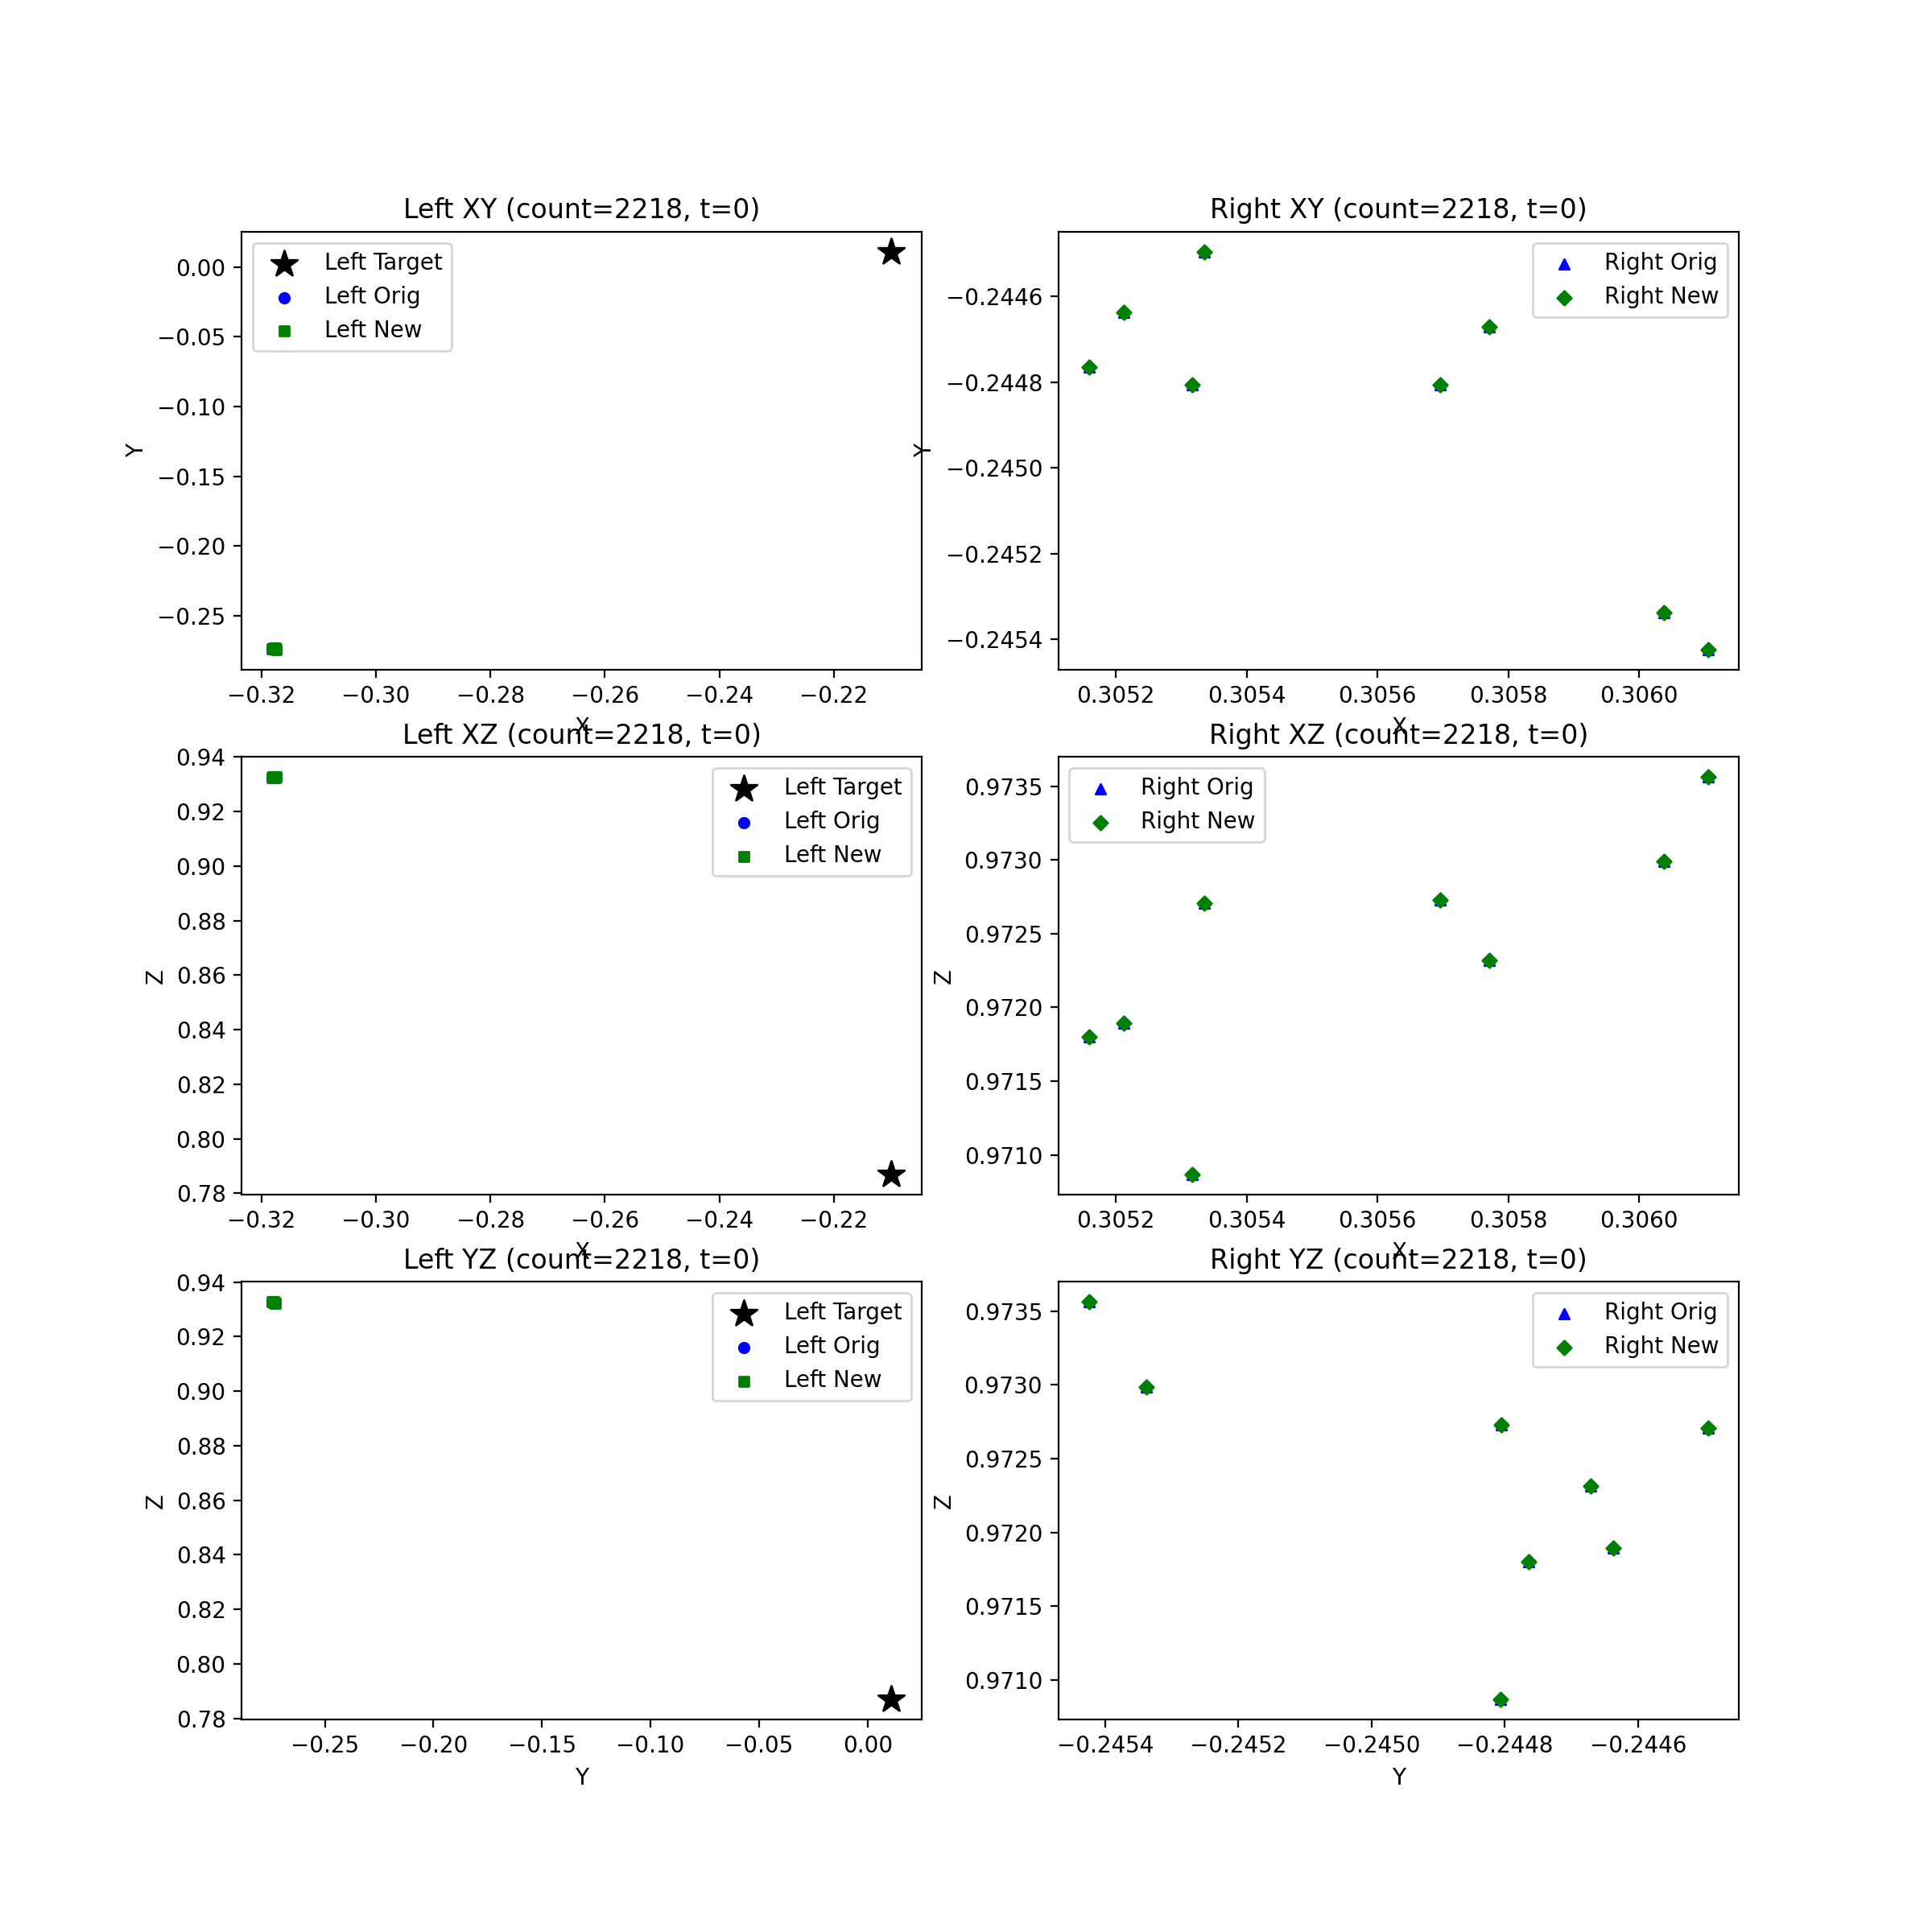 Left XY (count=2218, t=0)
Left Target
Left Orig
Left New
0.00
−0.05
−0.10
−0.15
−0.20
−0.25
Y
−0.32 −0.30 −0.28 −0.26 −0.24 −0.22
X
Right XY (count=2218, t=0)
Right Orig
Right New
−0.2446
−0.2448
−0.2450
−0.2452
−0.2454
Y
0.3052 0.3054 0.3056 0.3058 0.3060
X
Left XZ (count=2218, t=0)
Left Target
Left Orig
Left New
0.94
0.92
0.90
0.88
0.86
0.84
0.82
0.80
0.78
Z
−0.32 −0.30 −0.28 −0.26 −0.24 −0.22
X
Right XZ (count=2218, t=0)
Right Orig
Right New
0.9735
0.9730
0.9725
0.9720
0.9715
0.9710
Z
0.3052 0.3054 0.3056 0.3058 0.3060
X
Left YZ (count=2218, t=0)
Left Target
Left Orig
Left New
0.94
0.92
0.90
0.88
0.86
0.84
0.82
0.80
0.78
Z
−0.25 −0.20 −0.15 −0.10 −0.05 0.00
Y
Right YZ (count=2218, t=0)
Right Orig
Right New
0.9735
0.9730
0.9725
0.9720
0.9715
0.9710
Z
−0.2454 −0.2452 −0.2450 −0.2448 −0.2446
Y